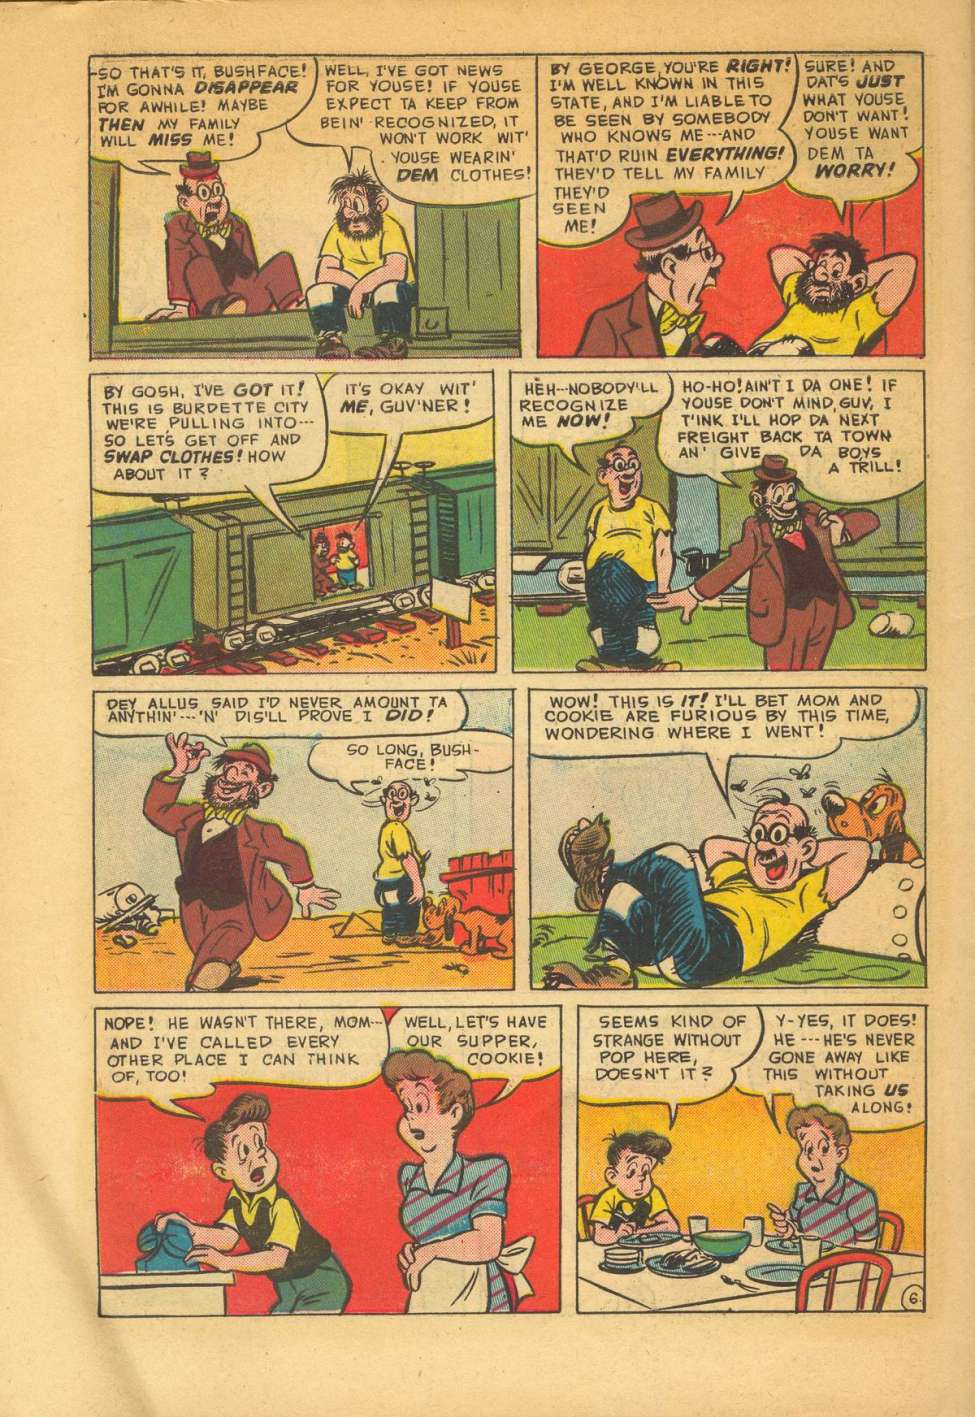 -SO THAT'S IT, BUSHFACE!
I'M GONNA DISAPPEAR
FOR AWHILE! MAYBE
THEN MY FAMILY
WILL MISS ME!
WELL, I'VE GOT NEWS
FOR YOUSE! IF YOUSE
EXPECT TA KEEP FROM
BEIN' RECOGNIZED, IT
WON'T WORK WIT'
YOUSE WEARIN'
DEM CLOTHES!
BY GEORGE, YOU'RE RIGHT!
I'M WELL KNOWN IN THIS
STATE, AND I'M LIABLE TO
BE SEEN BY SOMEBODY
WHO KNOWS ME---AND
THAT'D RUIN EVERYTHING!
THEY'D TELL MY FAMILY
THEY'D
SEEN
ME!
SURE! AND
DAT'S JUST
WHAT YOUSE
DON'T WANT!
YOUSE WANT
DEM TA
WORRY!
BY GOSH, I'VE GOT IT!
THIS IS BURDETTE CITY
WE'RE PULLING INTO---
SO LET'S GET OFF AND
SWAP CLOTHES! HOW
ABOUT IT?
IT'S OKAY WIT'
ME, GUV'NER!
HEH---NOBODY'LL
RECOGNIZE
ME NOW!
HO-HO! AIN'T I DA ONE! IF
YOUSE DON'T MIND, GUV, I
T'INK I'LL HOP DA NEXT
FREIGHT BACK TA TOWN
AN' GIVE DA BOYS
A TRILL!
DEY ALLUS SAID I'D NEVER AMOUNT TA
ANYTHIN'---'N' DIS'LL PROVE I DID!
SO LONG, BUSH-
FACE!
WOW! THIS IS IT! I'LL BET MOM AND
COOKIE ARE FURIOUS BY THIS TIME,
WONDERING WHERE I WENT!
NOPE! HE WASN'T THERE, MOM---
AND I'VE CALLED EVERY
OTHER PLACE I CAN THINK
OF, TOO!
WELL, LET'S HAVE
OUR SUPPER,
COOKIE!
SEEMS KIND OF
STRANGE WITHOUT
POP HERE,
DOESN'T IT?
Y-YES, IT DOES!
HE---HE'S NEVER
GONE AWAY LIKE
THIS WITHOUT
TAKING US
ALONG!
6